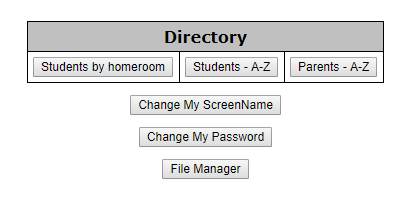 Directory
Students by homeroom Students - A-Z Parents - A-Z
Change My ScreenName
Change My Password
File Manager